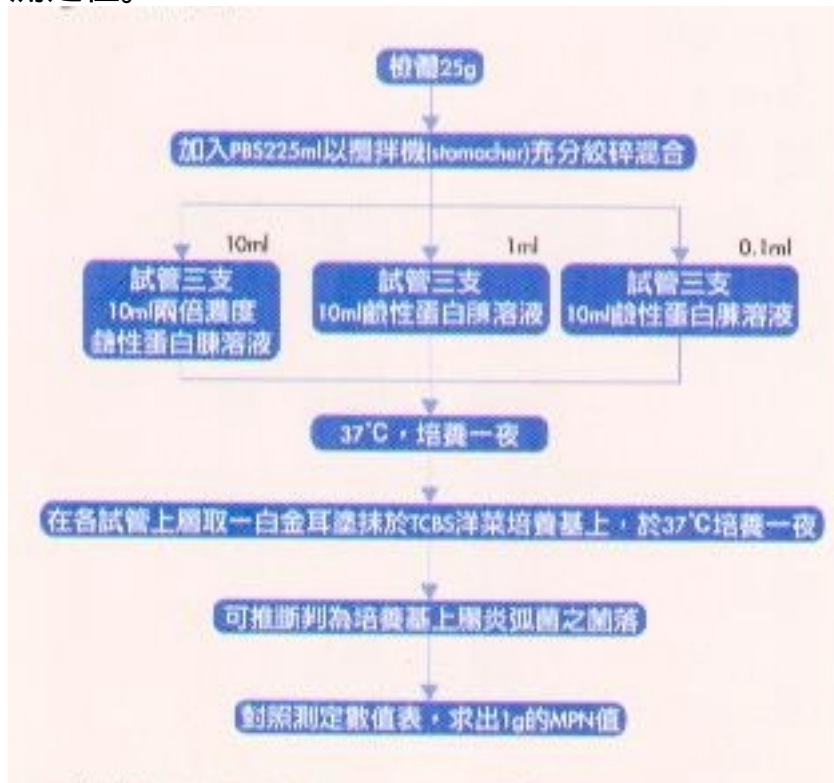 檢體25g
加入PBS225ml以攪拌機(stomacher)充分絞碎混合
10ml
1ml
0.1ml
試管三支
10ml兩倍濃度
鹼性蛋白腖溶液
試管三支
10ml鹼性蛋白腖溶液
試管三支
10ml鹼性蛋白腖溶液
37℃，培養一夜
在各試管上層取一白金耳塗抹於TCBS洋菜培養基上，於37℃培養一夜
可推斷判為培養基上腸炎弧菌之菌落
對照測定數值表，求出1g的MPN值